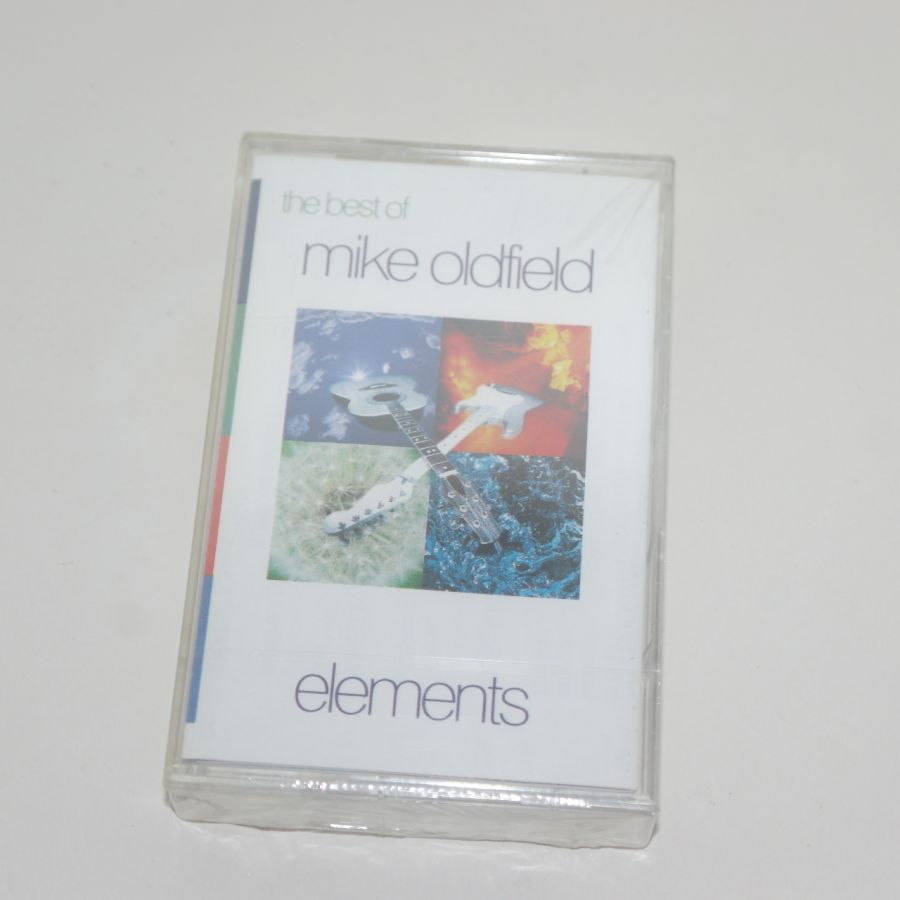 the best of
mike oldfield
elements